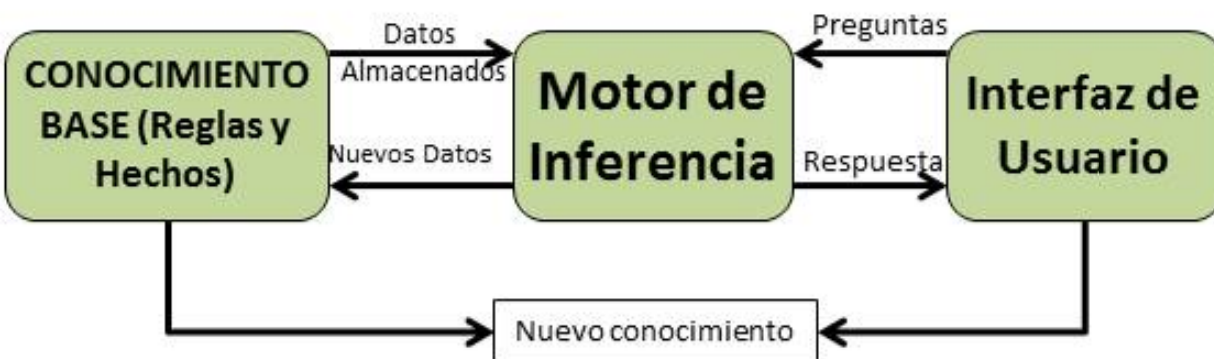 CONOCIMIENTO
BASE (Reglas y
Hechos)
Datos
Almacenados
Nuevos Datos
Motor de
Inferencia
Preguntas
Respuesta
Interfaz de
Usuario
Nuevo conocimiento